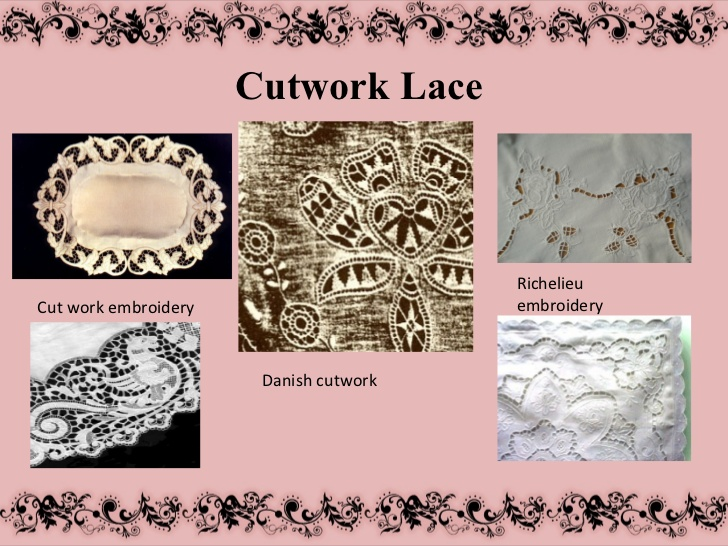 Cutwork Lace
Cut work embroidery
Danish cutwork
Richelieu
embroidery